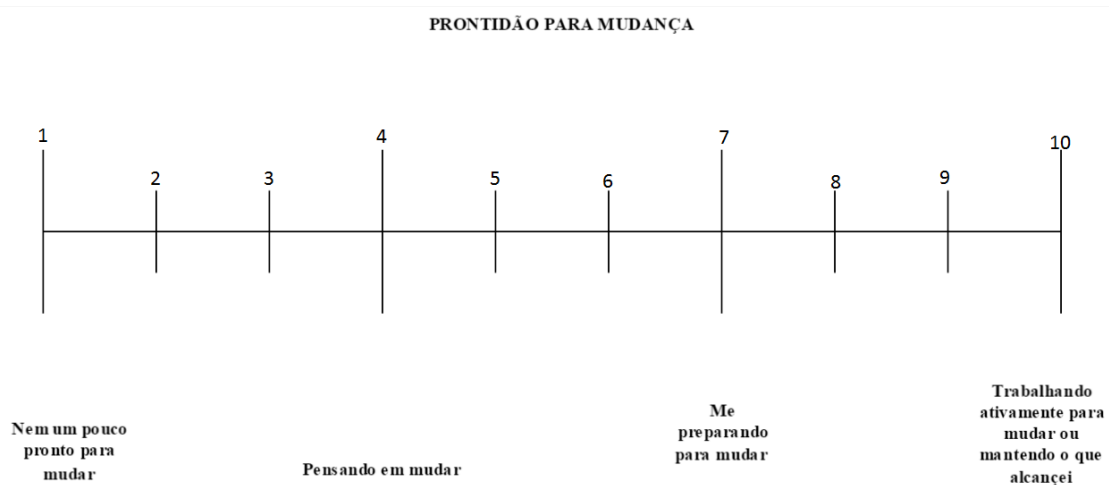 PRONTIDÃO PARA MUDANÇA
1
2
3
4
5
6
7
8
9
10
Nem um pouco
pronto para
mudar
Pensando em mudar
Me
preparando
para mudar
Trabalhando
ativamente para
mudar ou
mantendo o que
alcançei